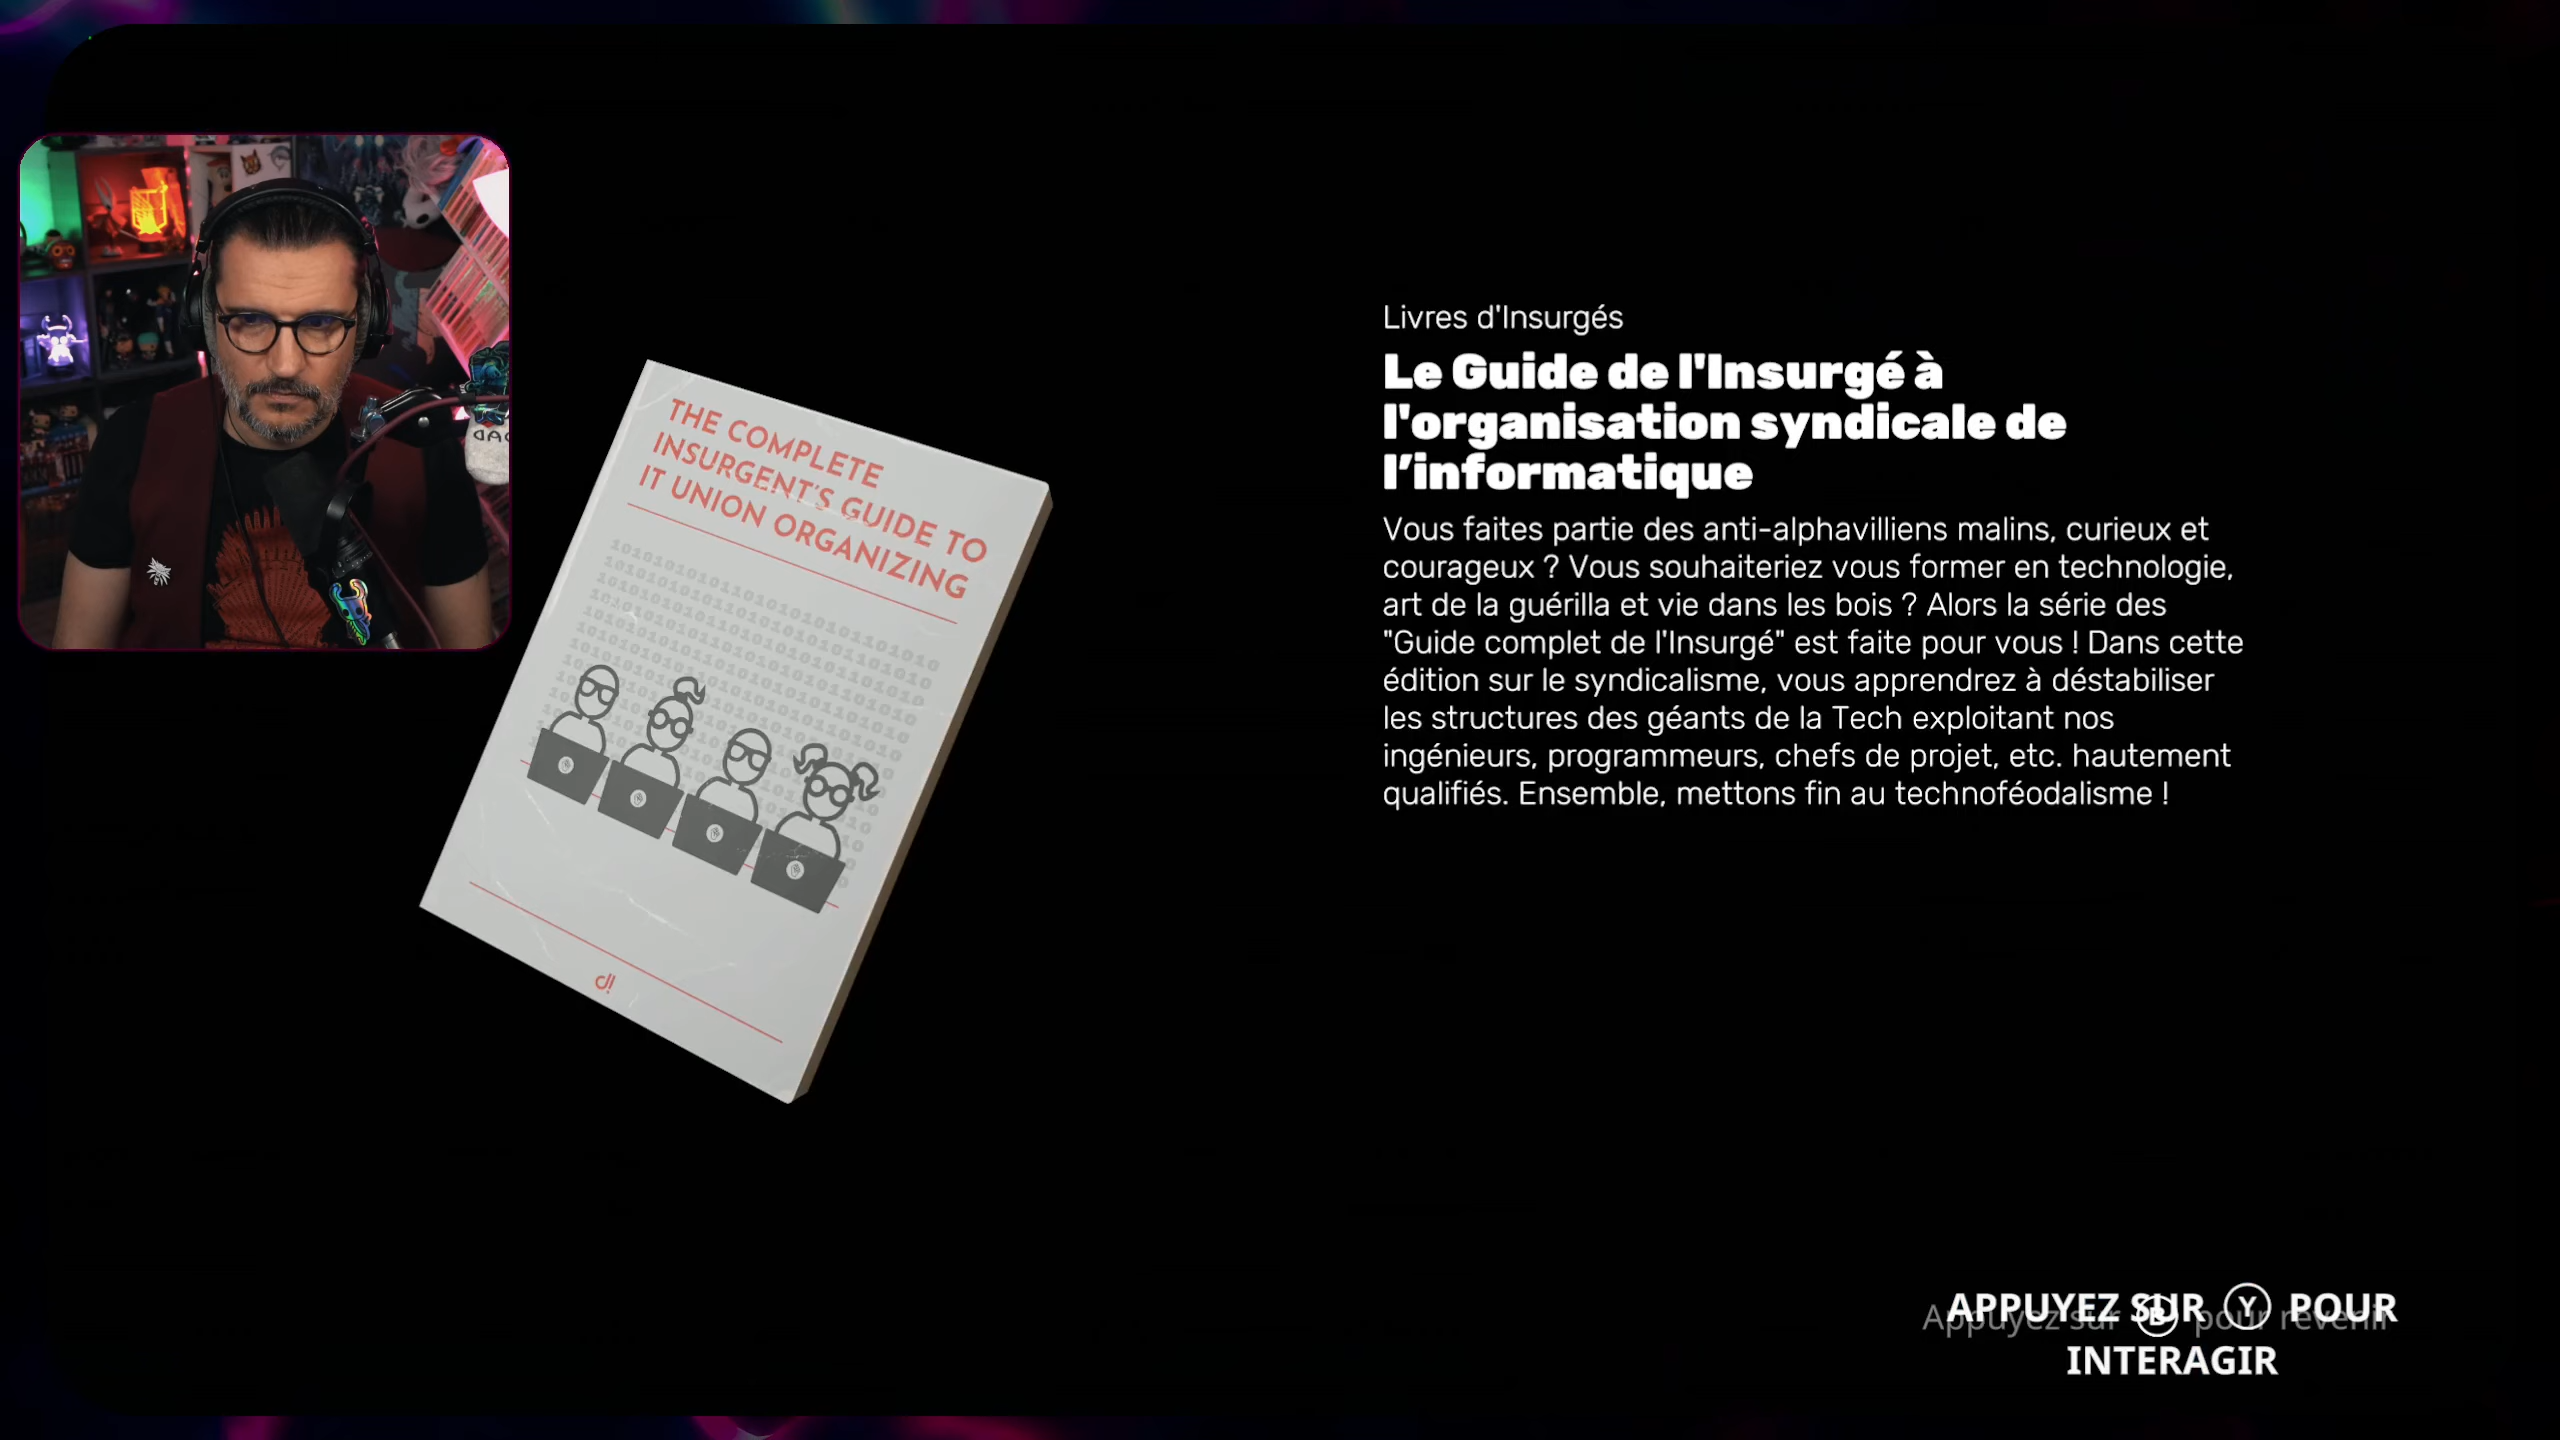 Livres d'Insurgés
Le Guide de l'Insurgé à
l'organisation syndicale de
l’informatique
Vous faites partie des anti-alphavilliens malins, curieux et
courageux ? Vous souhaiteriez vous former en technologie,
art de la guérilla et vie dans les bois ? Alors la série des
"Guide complet de l'Insurgé" est faite pour vous ! Dans cette
édition sur le syndicalisme, vous apprendrez à déstabiliser
les structures des géants de la Tech exploitant nos
ingénieurs, programmeurs, chefs de projet, etc. hautement
qualifiés. Ensemble, mettons fin au technoféodalisme !
THE COMPLETE
INSURGENT'S GUIDE TO
IT UNION ORGANIZING
d!
APPUYEZ SUR Y POUR
INTERAGIR
Appuyez sur B pour revenir